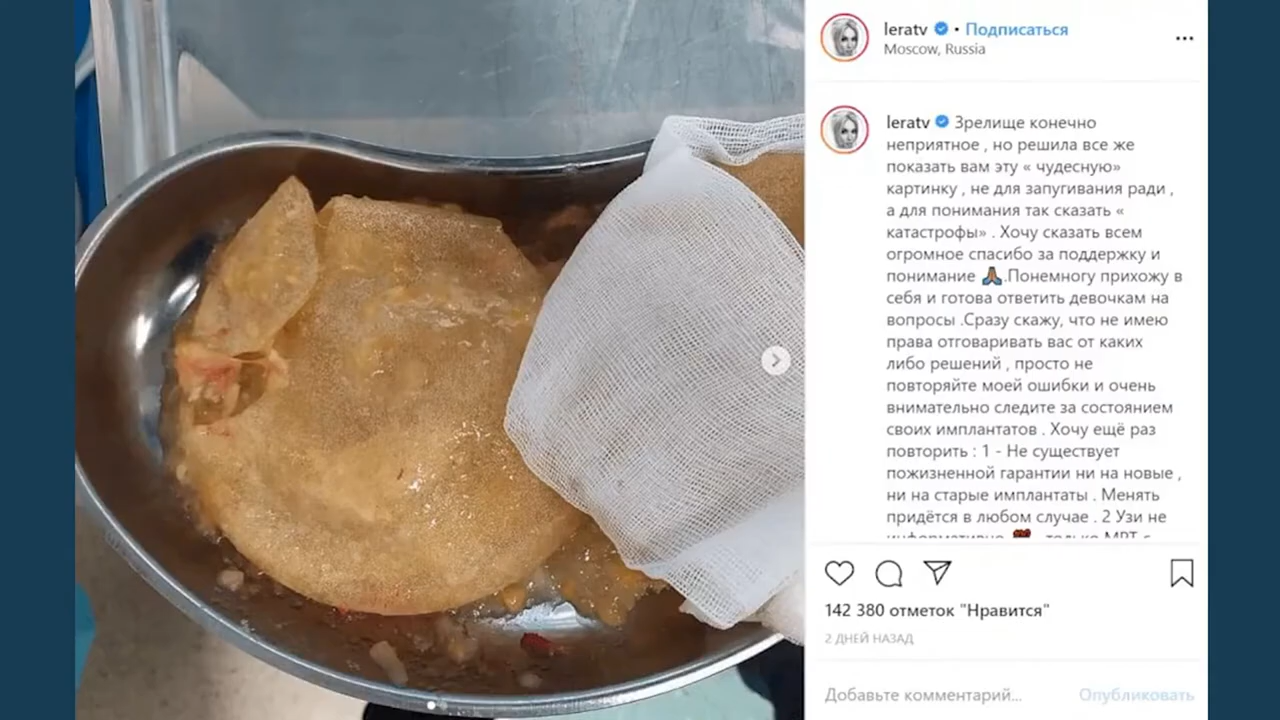 leratv • Подписаться
Moscow, Russia
leratv Зрелище конечно
неприятное , но решила все же
показать вам эту « чудесную»
картинку , не для запугивания ради ,
а для понимания так сказать «
катастрофы» . Хочу сказать всем
огромное спасибо за поддержку и
понимание 🙏🏽.Понемногу прихожу в
себя и готова ответить девочкам на
вопросы .Сразу скажу, что не имею
права отговаривать вас от каких
либо решений , просто не
повторяйте моей ошибки и очень
внимательно следите за состоянием
своих имплантатов . Хочу ещё раз
повторить : 1 - Не существует
пожизненной гарантии ни на новые ,
ни на старые имплантаты . Менять
придётся в любом случае . 2 Узи не
142 380 отметок "Нравится"
2 ДНЕЙ НАЗАД
Добавьте комментарий...
Опубликовать